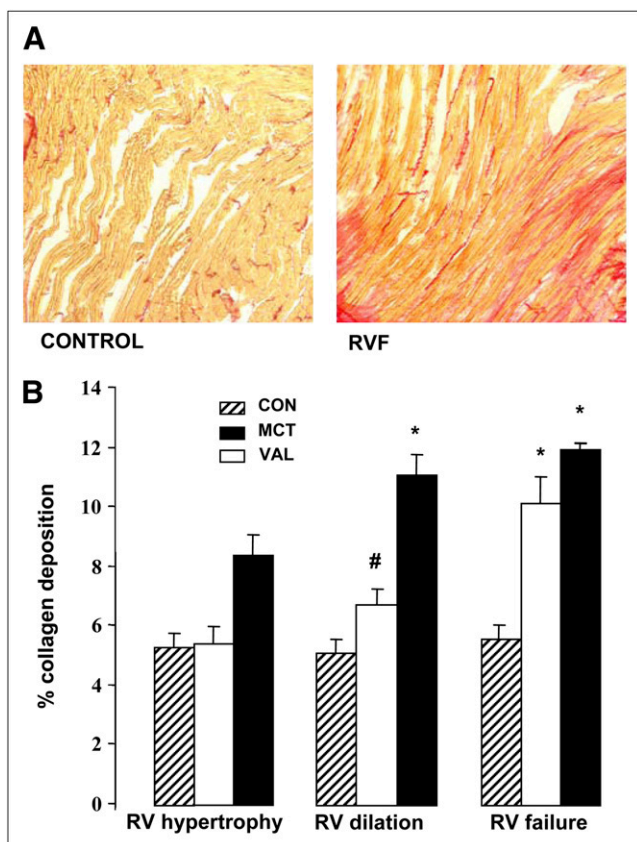 A
CONTROL
RVF
B
14
12
10
8
6
4
2
0
% collagen deposition
CON
MCT
VAL
#
*
*
*
RV hypertrophy
RV dilation
RV failure